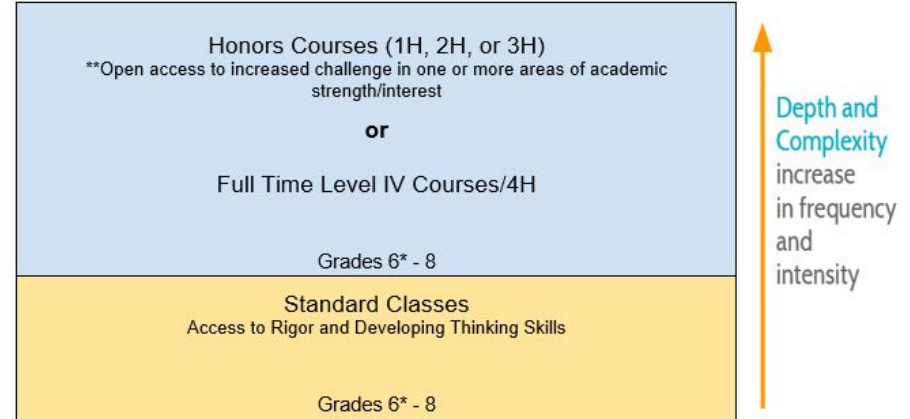 Honors Courses (1H, 2H, or 3H)
**Open access to increased challenge in one or more areas of academic
strength/interest
or
Full Time Level IV Courses/4H
Grades 6* - 8
Standard Classes
Access to Rigor and Developing Thinking Skills
Grades 6* - 8
Depth and
Complexity
increase
in frequency
and
intensity